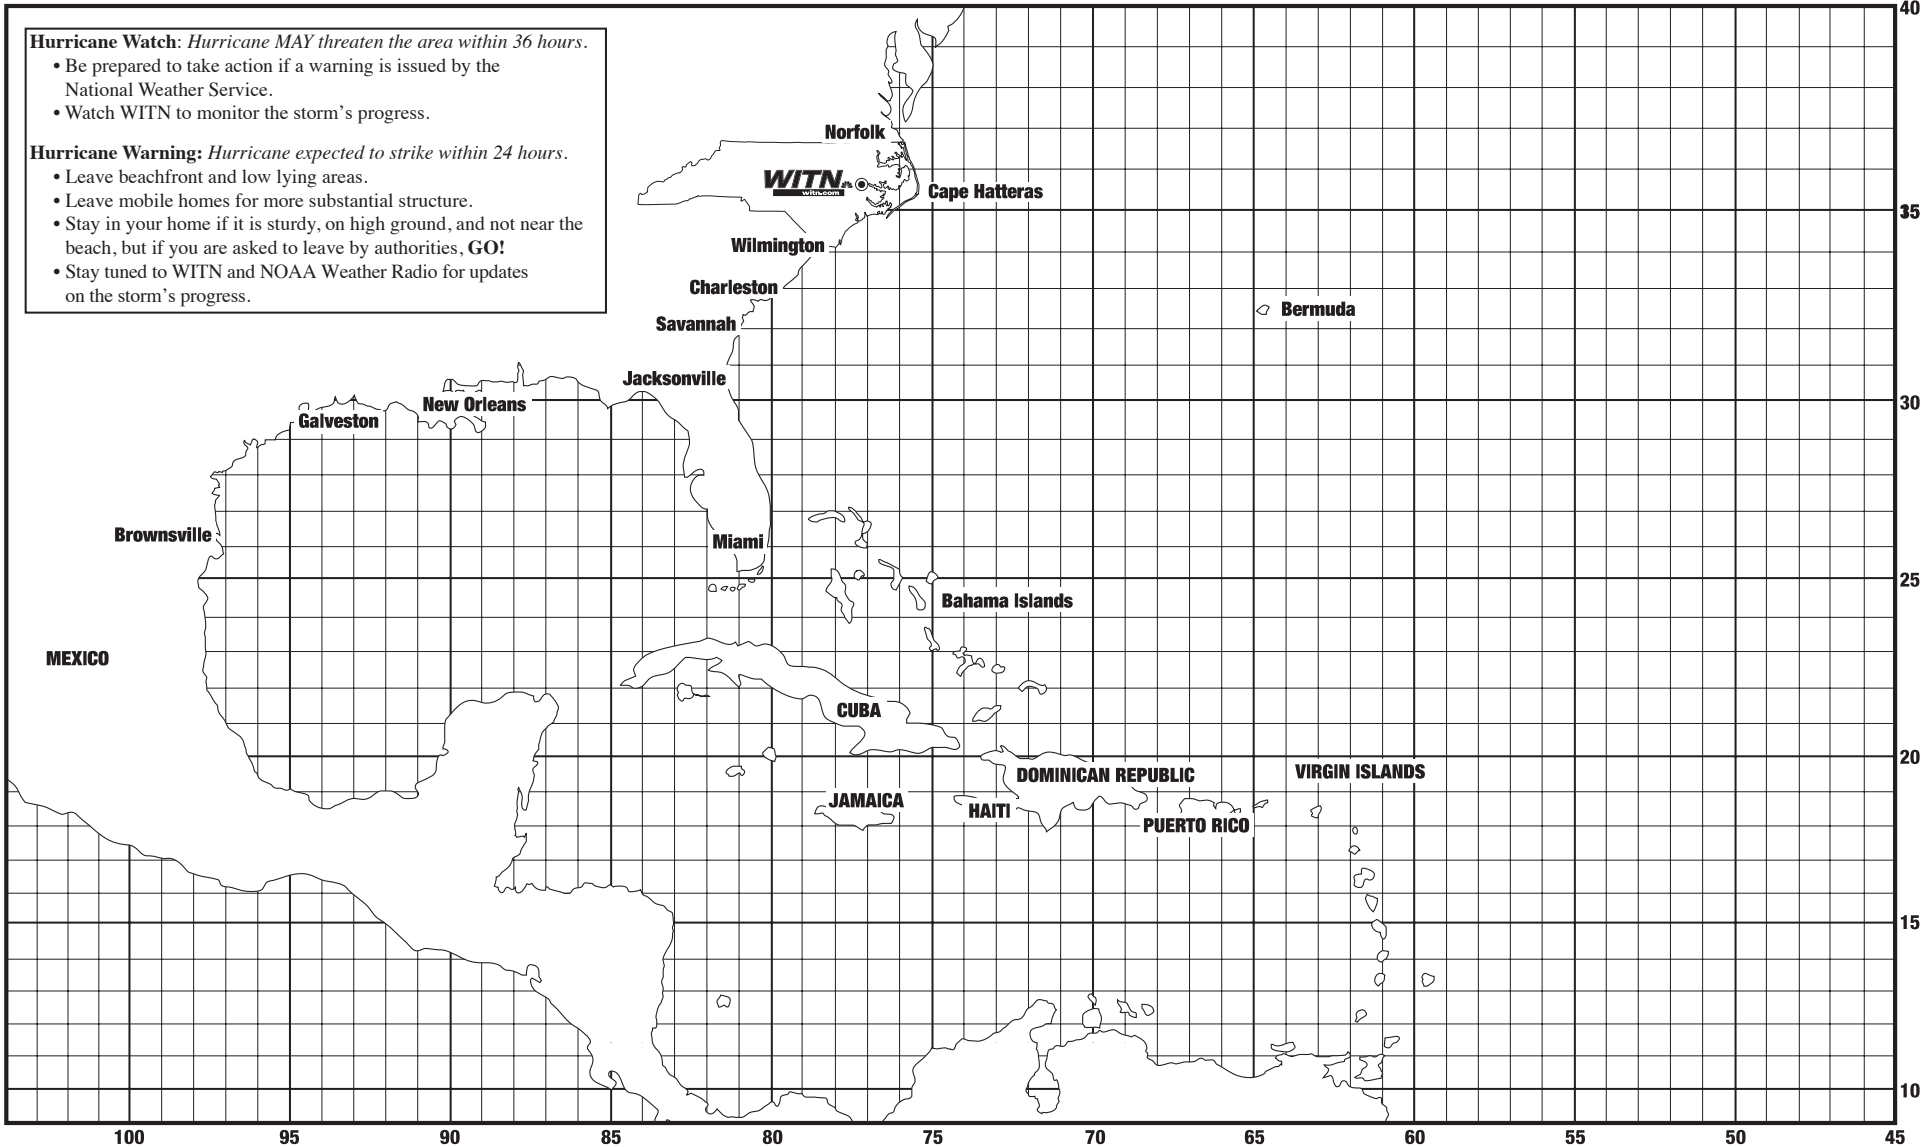 Hurricane Watch: Hurricane MAY threaten the area within 36 hours.
• Be prepared to take action if a warning is issued by the
National Weather Service.
• Watch WITN to monitor the storm’s progress.
Hurricane Warning: Hurricane expected to strike within 24 hours.
• Leave beachfront and low lying areas.
• Leave mobile homes for more substantial structure.
• Stay in your home if it is sturdy, on high ground, and not near the
beach, but if you are asked to leave by authorities, GO!
• Stay tuned to WITN and NOAA Weather Radio for updates
on the storm’s progress.
40
Norfolk
WITN
witn.com
Cape Hatteras
35
Wilmington
Charleston
Bermuda
Savannah
Jacksonville
New Orleans
30
Galveston
Brownsville
Miami
25
Bahama Islands
MEXICO
CUBA
20
DOMINICAN REPUBLIC
VIRGIN ISLANDS
JAMAICA
HAITI
PUERTO RICO
15
10
100 95 90 85 80 75 70 65 60 55 50 45